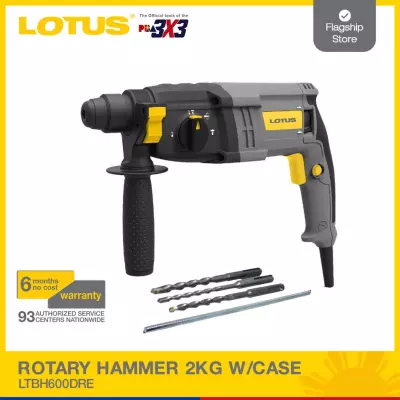 LOTUS®
The official tools of the
PBA 3X3
Flagship
Store
LOTUS
T
6 months
no cost
warranty
93 AUTHORIZED SERVICE
CENTERS NATIONWIDE
ROTARY HAMMER 2KG W/CASE
LTBH600DRE